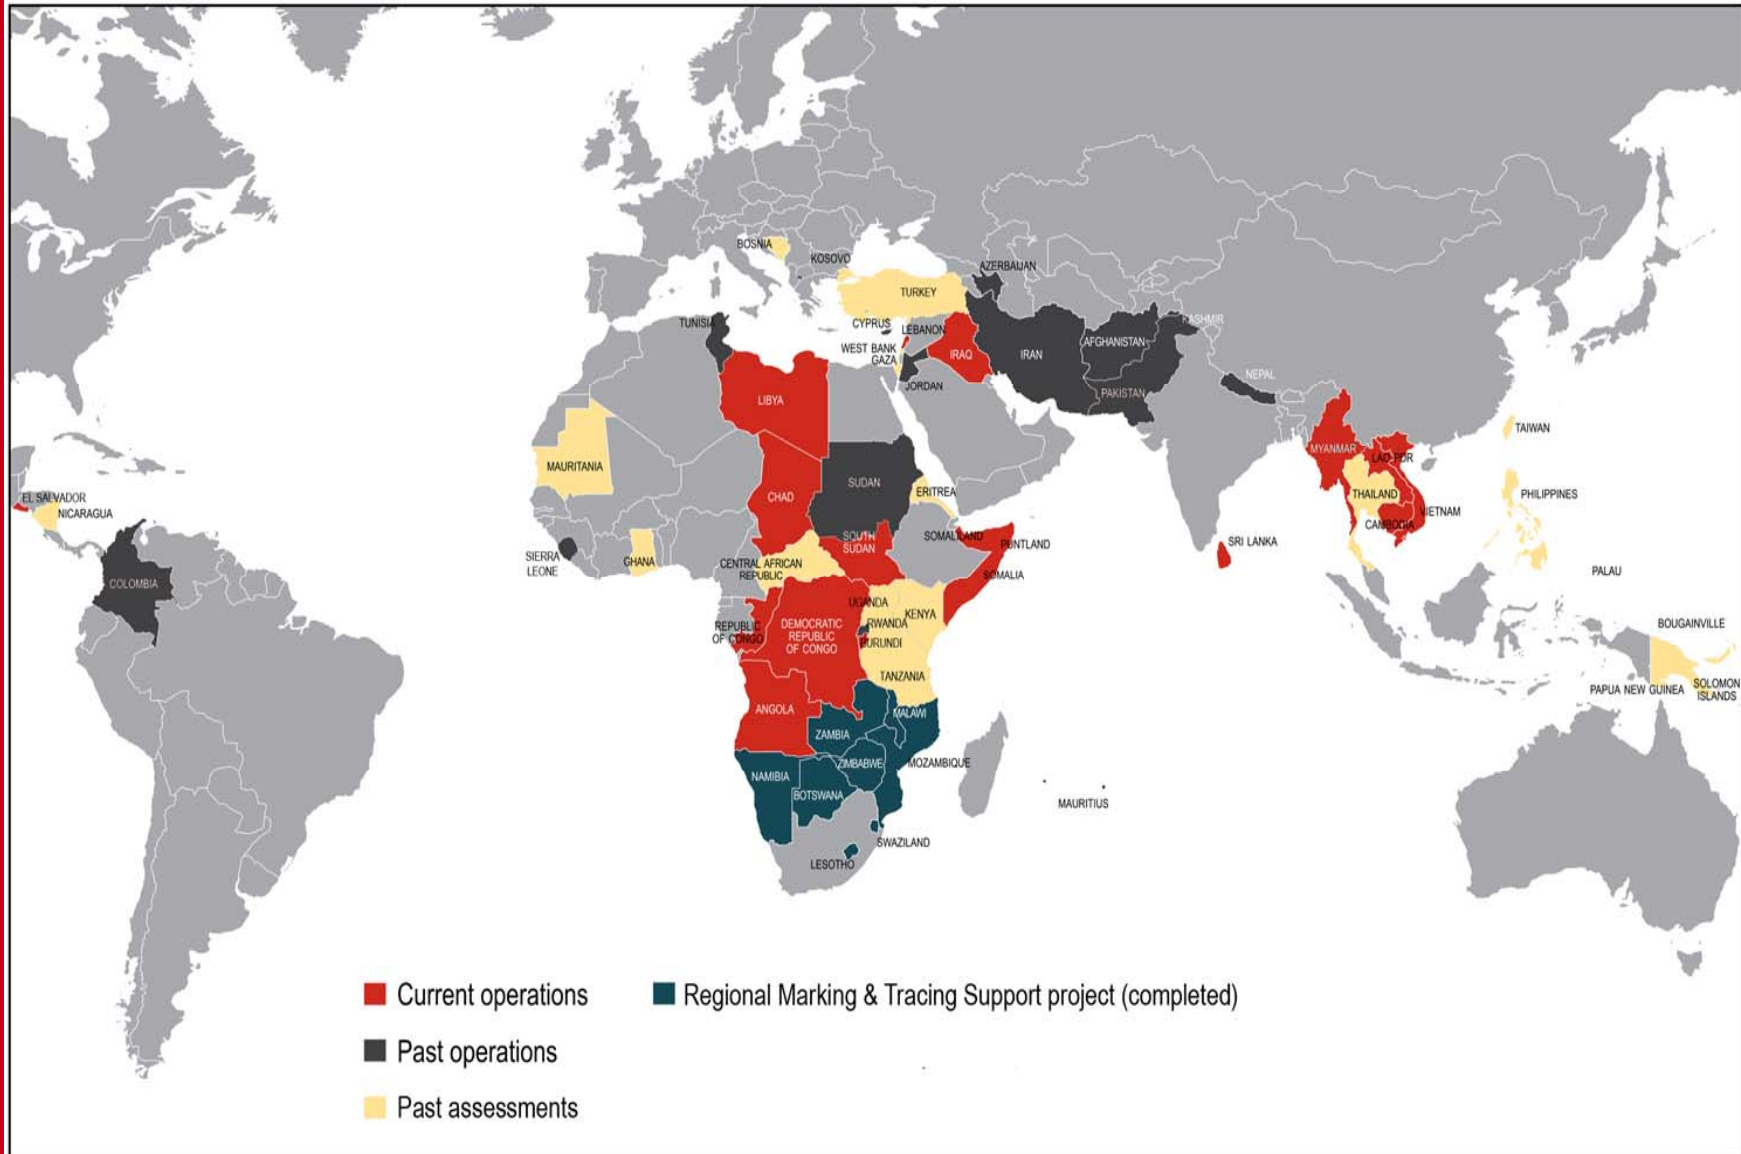 BOSNIA
KOSOVO
AZERBAIJAN
TURKEY
TUNISIA
CYPRUS
LEBANON
KASHMIR
WEST BANK
GAZA
IRAQ
IRAN
AFGHANISTAN
JORDAN
NEPAL
PAKISTAN
LIBYA
TAIWAN
MYANMAR
LAO PDR
MAURITANIA
SUDAN
ERITREA
CHAD
THAILAND
PHILIPPINES
EL SALVADOR
NICARAGUA
VIETNAM
CAMBODIA
SOMALILAND
SOUTH
SUDAN
PUNTLAND
SRI LANKA
SIERRA
LEONE
GHANA
CENTRAL AFRICAN
REPUBLIC
SOMALIA
PALAU
COLOMBIA
UGANDA
KENYA
RWANDA
REPUBLIC
OF CONGO
DEMOCRATIC
REPUBLIC
OF CONGO
BURUNDI
BOUGAINVILLE
TANZANIA
PAPUA NEW GUINEA
SOLOMON
ISLANDS
ANGOLA
MALAWI
ZAMBIA
ZIMBABWE
MOZAMBIQUE
NAMIBIA
BOTSWANA
MAURITIUS
SWAZILAND
LESOTHO
Current operations
Regional Marking & Tracing Support project (completed)
Past operations
Past assessments